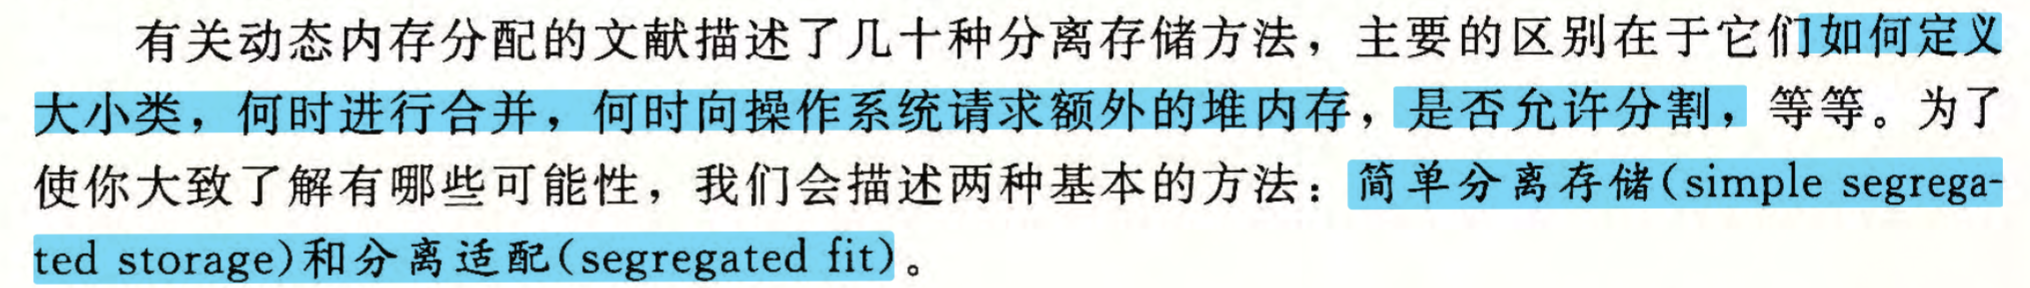 有关动态内存分配的文献描述了几十种分离存储方法，主要的区别在于它们如何定义
大小类，何时进行合并，何时向操作系统请求额外的堆内存，是否允许分割，等等。为了
使你大致了解有哪些可能性，我们会描述两种基本的方法：简单分离存储(simple segrega-
ted storage)和分离适配(segregated fit)。